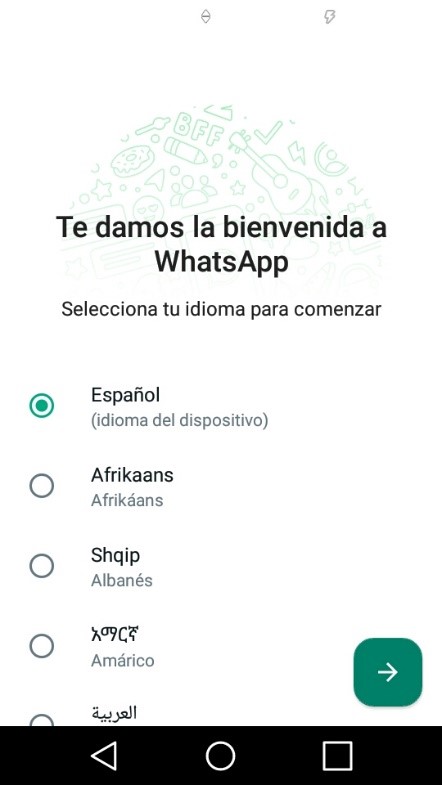 BFF
Te damos la bienvenida a
WhatsApp
Selecciona tu idioma para comenzar
Español
(idioma del dispositivo)
Afrikaans
Afrikáans
Shqip
Albanés
አማርኛ
Amárico
العربية